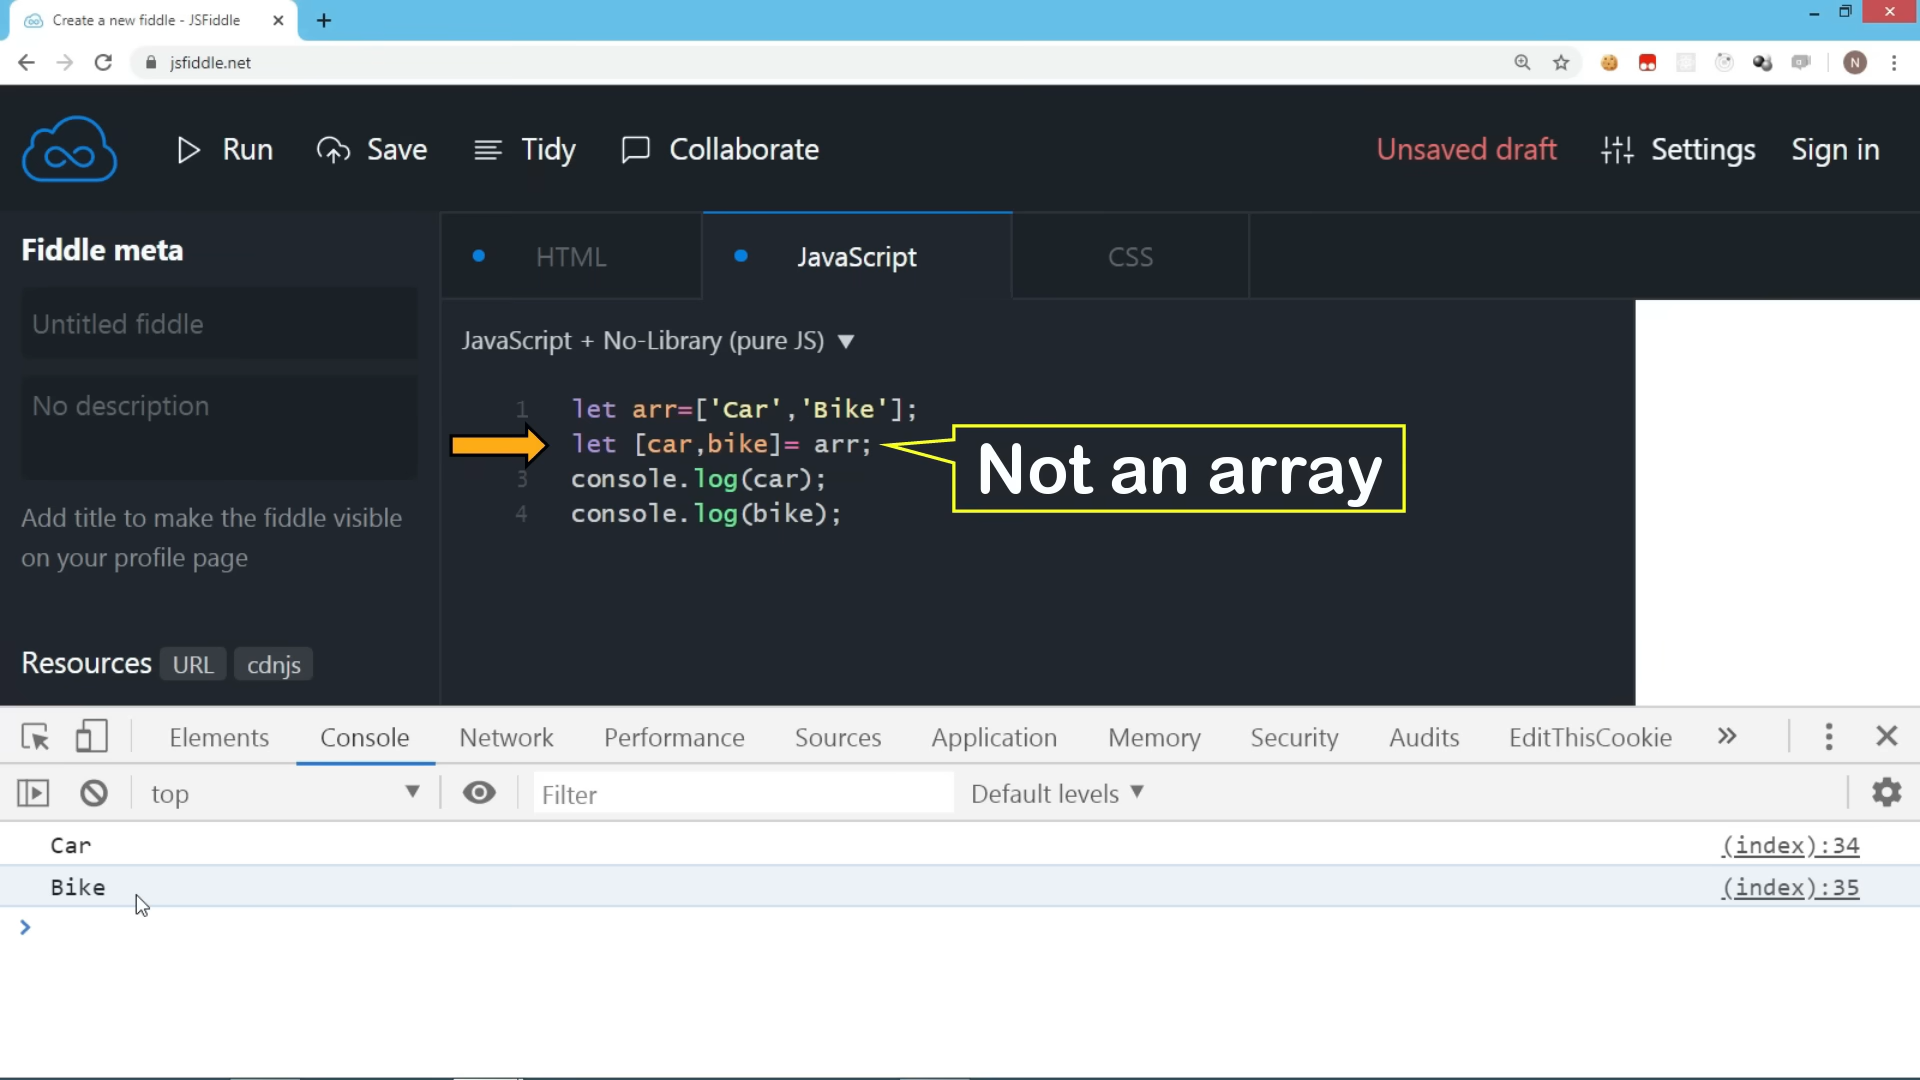 Create a new fiddle - JSFiddle
jsfiddle.net
N
Run Save Tidy Collaborate Unsaved draft Settings Sign in
Fiddle meta
HTML JavaScript CSS
Untitled fiddle
JavaScript + No-Library (pure JS) ▼
No description
1 let arr=['Car','Bike'];
let [car,bike]= arr;
Not an array
3 console.log(car);
4 console.log(bike);
Add title to make the fiddle visible
on your profile page
Resources URL cdnjs
Elements Console Network Performance Sources Application Memory Security Audits EditThisCookie »
top ▼ Filter Default levels ▼
Car (index):34
Bike (index):35